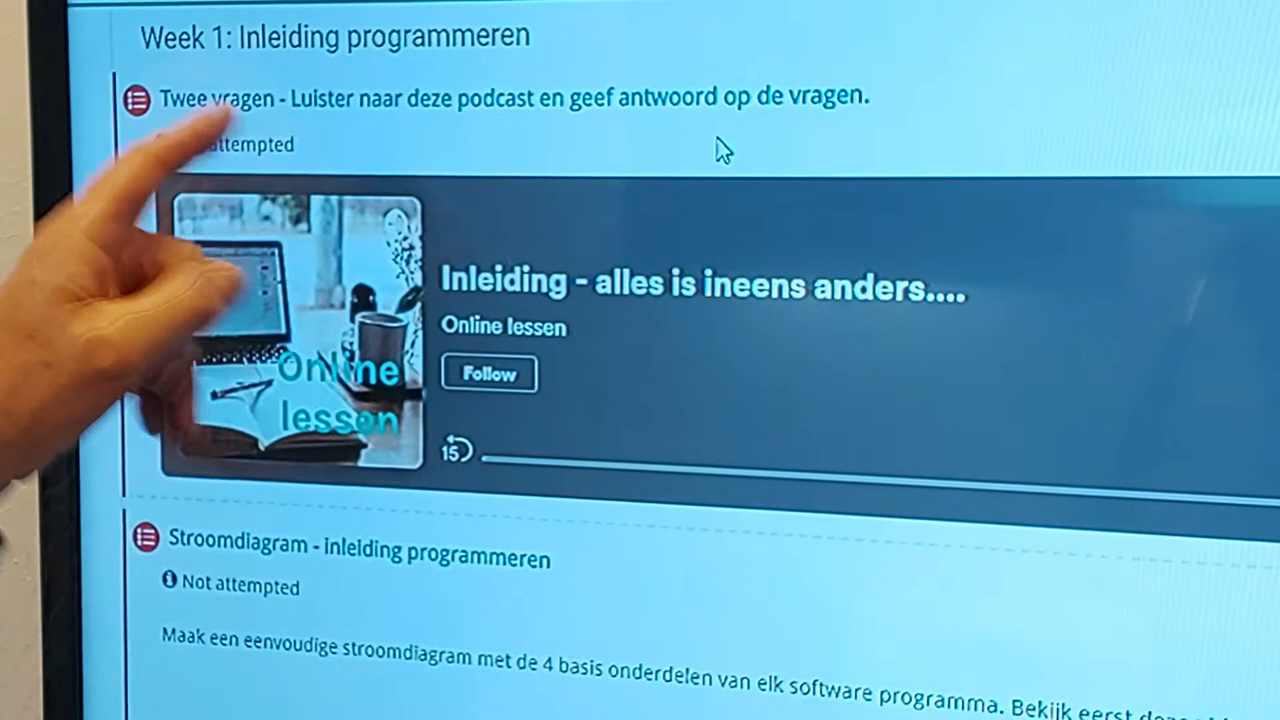 Week 1: Inleiding programmeren
Twee vragen - Luister naar deze podcast en geef antwoord op de vragen.
attempted
Inleiding - alles is ineens anders....
Online lessen
Follow
Online
lessen
15
Stroomdiagram - inleiding programmeren
Not attempted
Maak een eenvoudige stroomdiagram met de 4 basis onderdelen van elk software programma. Bekijk eerst